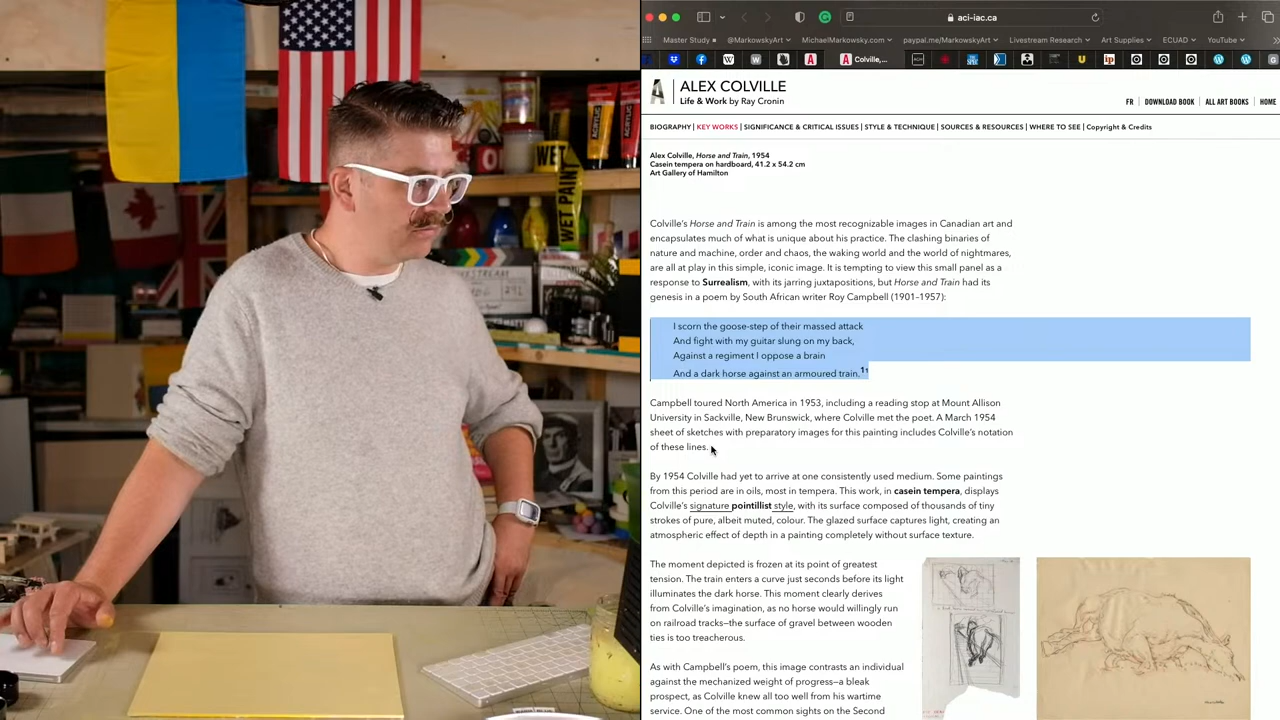 WET
PAINT
ACRYLIC
ACRYLIC
WET PAINT
aci-iac.ca
Master Studio
@MarkowskyArt
MichaelMarkowsky.com
paypal.me/MarkowskyArt
Livestream Research
Art Supplies
ECUAD
YouTube
Colville,...
A
ALEX COLVILLE
Life & Work by Ray Cronin
FR | DOWNLOAD BOOK | ALL ART BOOKS | HOME
BIOGRAPHY | KEY WORKS | SIGNIFICANCE & CRITICAL ISSUES | STYLE & TECHNIQUE | SOURCES & RESOURCES | WHERE TO SEE | Copyright & Credits
Alex Colville, Horse and Train, 1954
Casein tempera on hardboard, 41.2 x 54.2 cm
Art Gallery of Hamilton
Colville's Horse and Train is among the most recognizable images in Canadian art and
encapsulates much of what is unique about his practice. The clashing binaries of
nature and machine, order and chaos, the waking world and the world of nightmares,
are all at play in this simple, iconic image. It is tempting to view this small panel as a
response to Surrealism, with its jarring juxtapositions, but Horse and Train had its
genesis in a poem by South African writer Roy Campbell (1901–1957):
I scorn the goose-step of their massed attack
And fight with my guitar slung on my back,
Against a regiment I oppose a brain
And a dark horse against an armoured train.1
Campbell toured North America in 1953, including a reading stop at Mount Allison
University in Sackville, New Brunswick, where Colville met the poet. A March 1954
sheet of sketches with preparatory images for this painting includes Colville's notation
of these lines.
By 1954 Colville had yet to arrive at one consistently used medium. Some paintings
from this period are in oils, most in tempera. This work, in casein tempera, displays
Colville's signature pointillist style, with its surface composed of thousands of tiny
strokes of pure, albeit muted, colour. The glazed surface captures light, creating an
atmospheric effect of depth in a painting completely without surface texture.
The moment depicted is frozen at its point of greatest
tension. The train enters a curve just seconds before its light
illuminates the dark horse. This moment clearly derives
from Colville's imagination, as no horse would willingly run
on railroad tracks—the surface of gravel between wooden
ties is too treacherous.
As with Campbell's poem, this image contrasts an individual
against the mechanized weight of progress—a bleak
prospect, as Colville knew all too well from his wartime
service. One of the most common sights on the Second